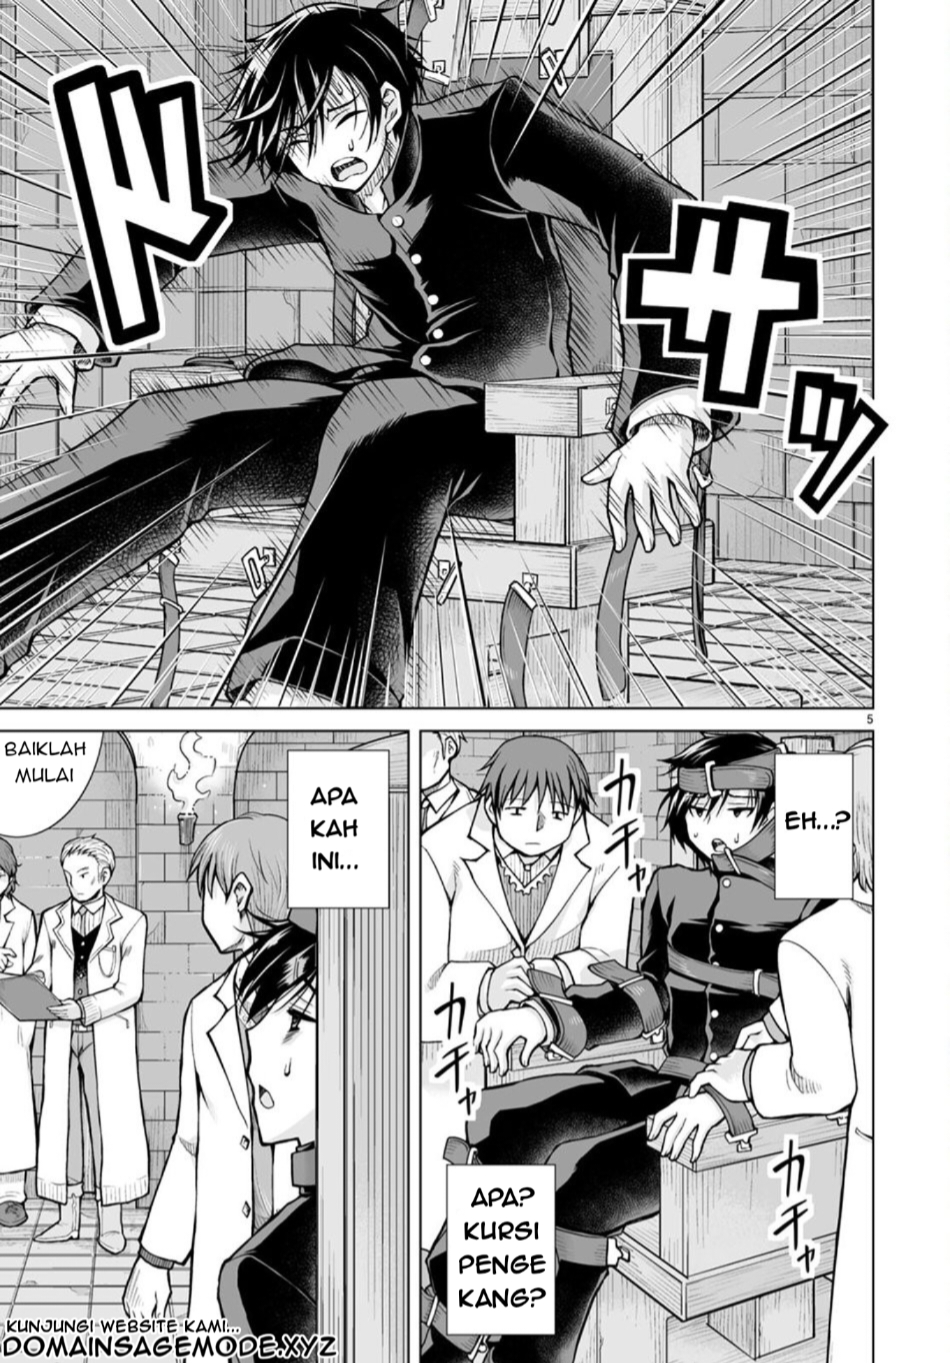 ドサッ
5
EH...?
カチャ
カチャ
カチャ
APA?
KURSI
PENGE
KANG?
APA
KAH
INI...
BAIKLAH
MULAI
KUNJUNGI WEBSITE KAMI...
DOMAINSAGEMODE.XYZ